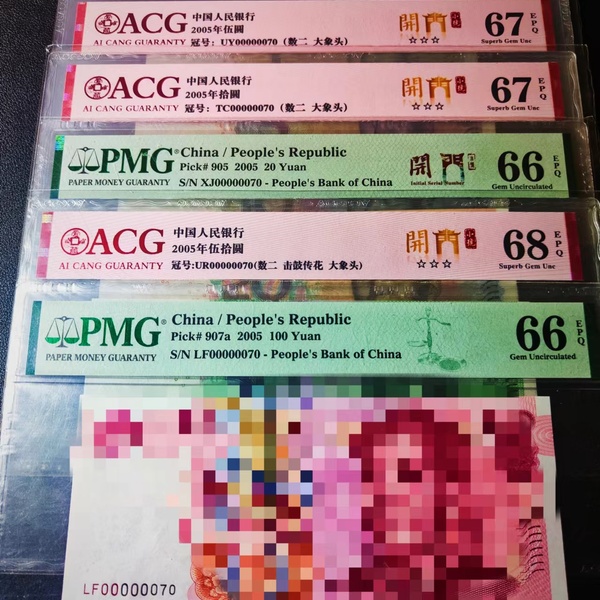 ACG 中国人民银行 開門 小號 67 EPQ
AI CANG GUARANTY 2005年伍圆 ☆☆☆ Superb Gem Unc
冠号：UY00000070（数二 大象头）
ACG 中国人民银行 開門 小號 67 EPQ
AI CANG GUARANTY 2005年拾圆 ☆☆☆ Superb Gem Unc
冠号：TC00000070（数二 大象头）
PMG® China / People's Republic 開門 66 EPQ
PAPER MONEY GUARANTY Pick# 905 2005 20 Yuan Initial Serial Number Gem Uncirculated
S/N XJ00000070 - People's Bank of China
ACG 中国人民银行 開門 小號 68 EPQ
AI CANG GUARANTY 2005年伍拾圆 ☆☆☆ Superb Gem Unc
冠号:UR00000070(数二 击鼓传花 大象头)
PMG® China / People's Republic 66 EPQ
PAPER MONEY GUARANTY Pick# 907a 2005 100 Yuan Gem Uncirculated
S/N LF00000070 - People's Bank of China
LF00000070